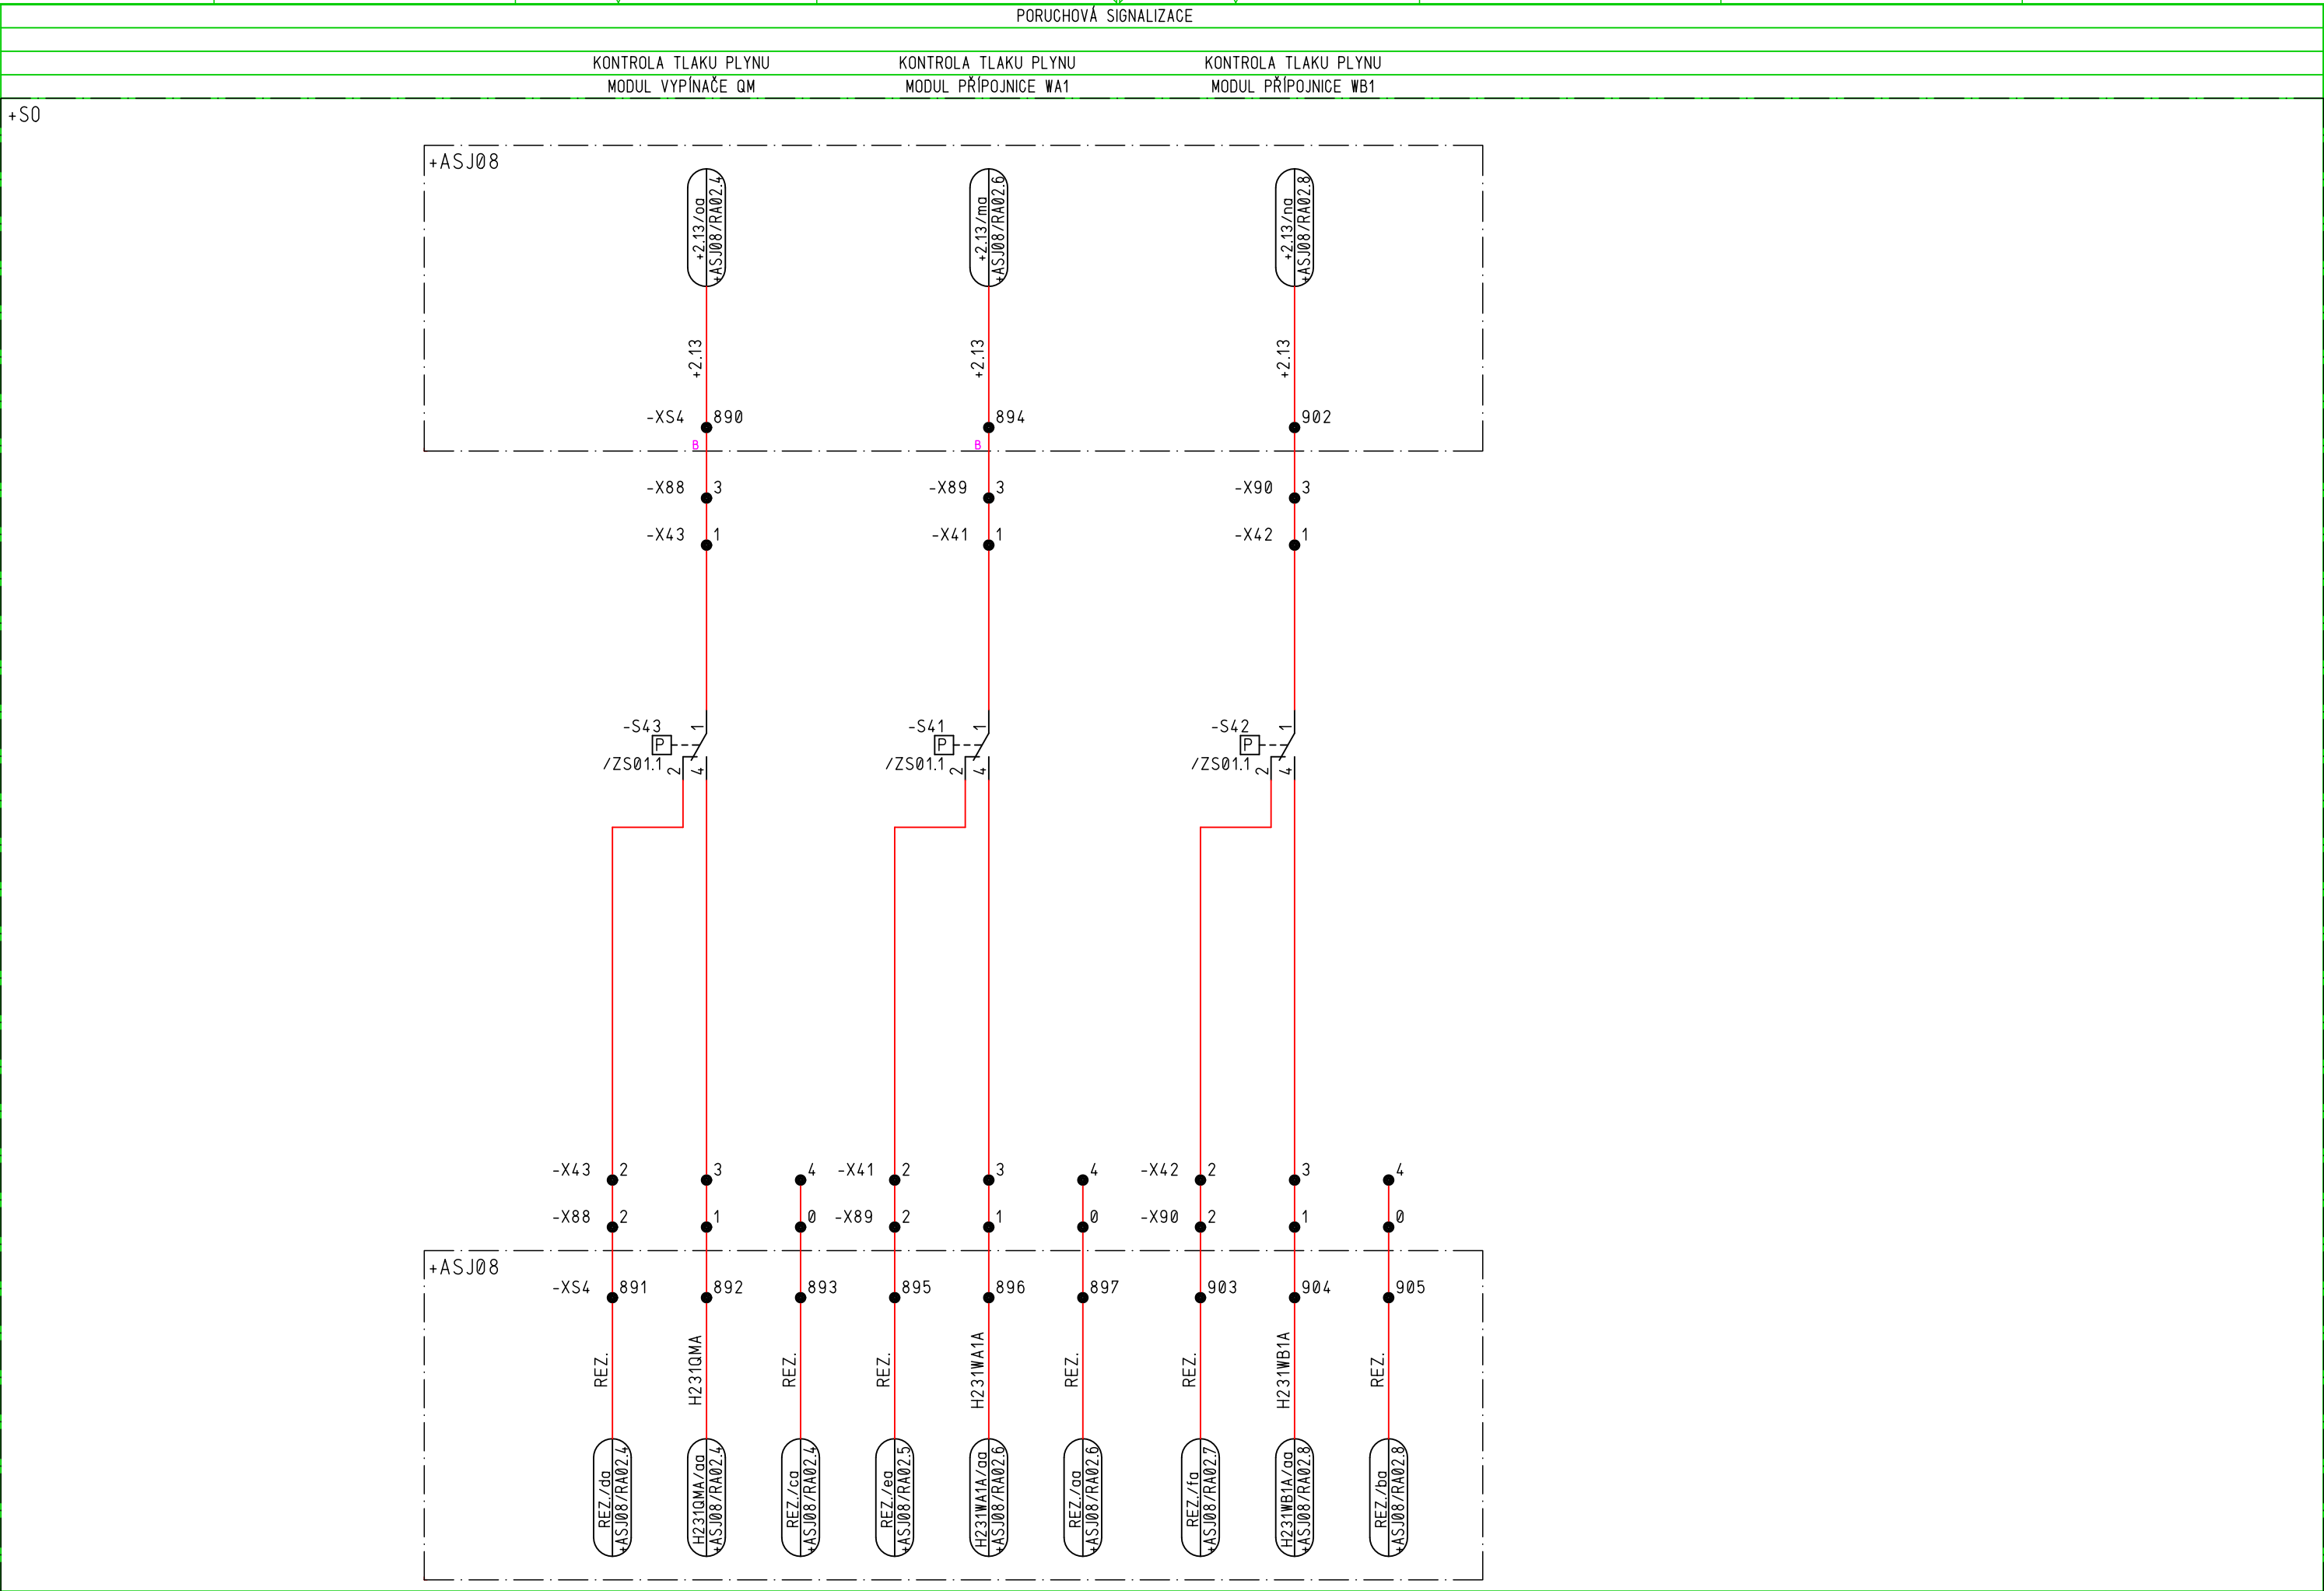 PORUCHOVÁ SIGNALIZACE
KONTROLA TLAKU PLYNU KONTROLA TLAKU PLYNU KONTROLA TLAKU PLYNU
MODUL VYPÍNAČE QM MODUL PŘÍPOJNICE WA1 MODUL PŘÍPOJNICE WB1
+S0
+ASJ08
+2.13/oa +2.13/ma +2.13/na
+ASJ08/RA02.4 +ASJ08/RA02.6 +ASJ08/RA02.8
+2.13 +2.13 +2.13
-XS4 890 894 902
B B
-X88 3 -X89 3 -X90 3
-X43 1 -X41 1 -X42 1
-S43 1 -S41 1 -S42 1
P P P
/ZS01.1 2 4 /ZS01.1 2 4 /ZS01.1 2 4
-X43 2 3 4 -X41 2 3 4 -X42 2 3 4
-X88 2 1 0 -X89 2 1 0 -X90 2 1 0
+ASJ08
-XS4 891 892 893 895 896 897 903 904 905
REZ. H231QMA REZ. REZ. H231WA1A REZ. REZ. H231WB1A REZ.
REZ./da H231QMA/aa REZ./ca REZ./ea H231WA1A/aa REZ./aa REZ./fa H231WB1A/aa REZ./ba
+ASJ08/RA02.4 +ASJ08/RA02.4 +ASJ08/RA02.4 +ASJ08/RA02.5 +ASJ08/RA02.6 +ASJ08/RA02.6 +ASJ08/RA02.7 +ASJ08/RA02.8 +ASJ08/RA02.8